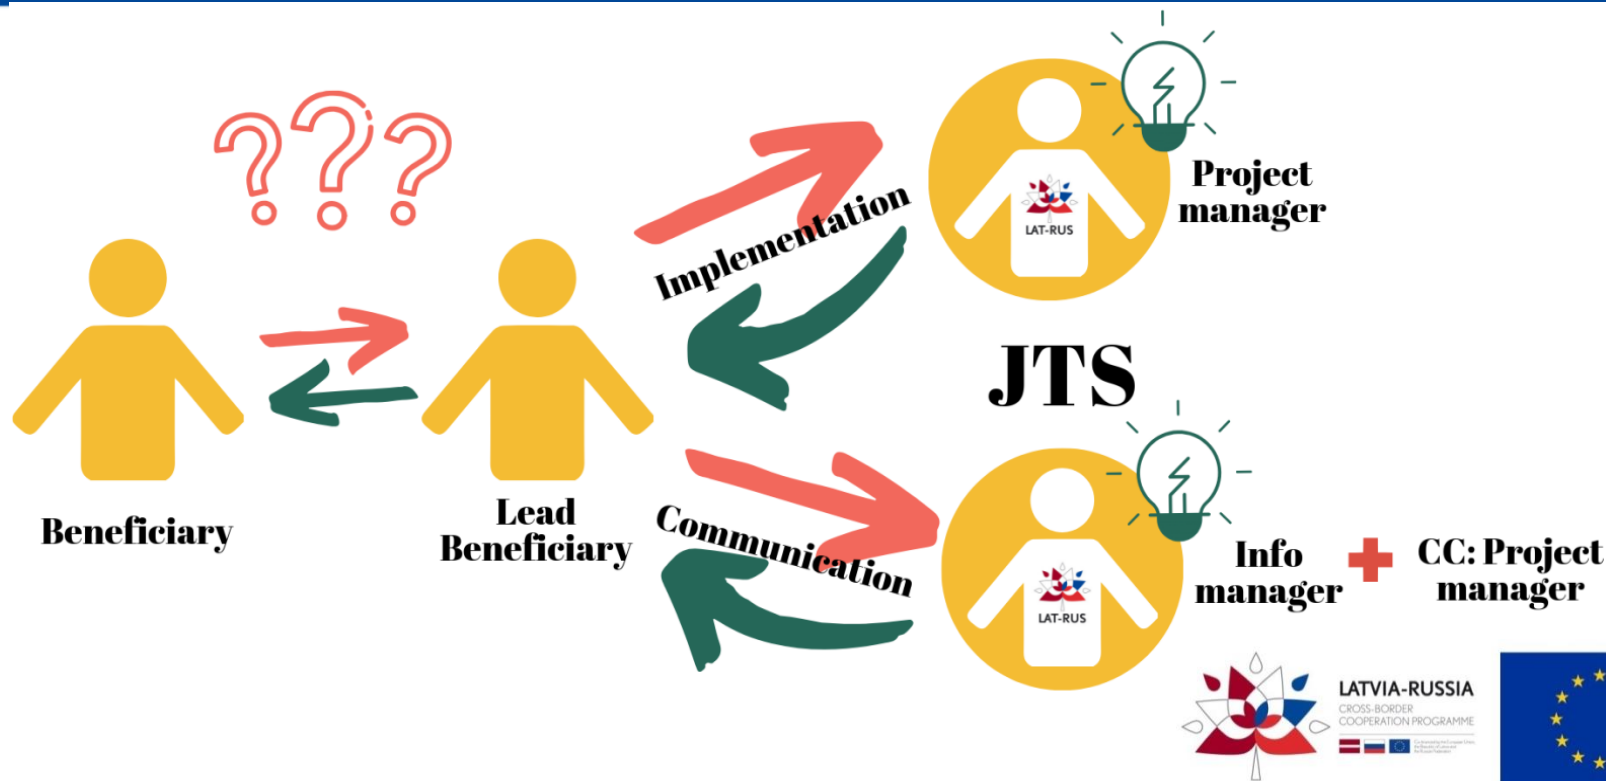 ???
Beneficiary
Lead
Beneficiary
Implementation
LAT-RUS
Project
manager
JTS
Communication
LAT-RUS
Info
manager
+
CC: Project
manager
LATVIA-RUSSIA
CROSS-BORDER
COOPERATION PROGRAMME